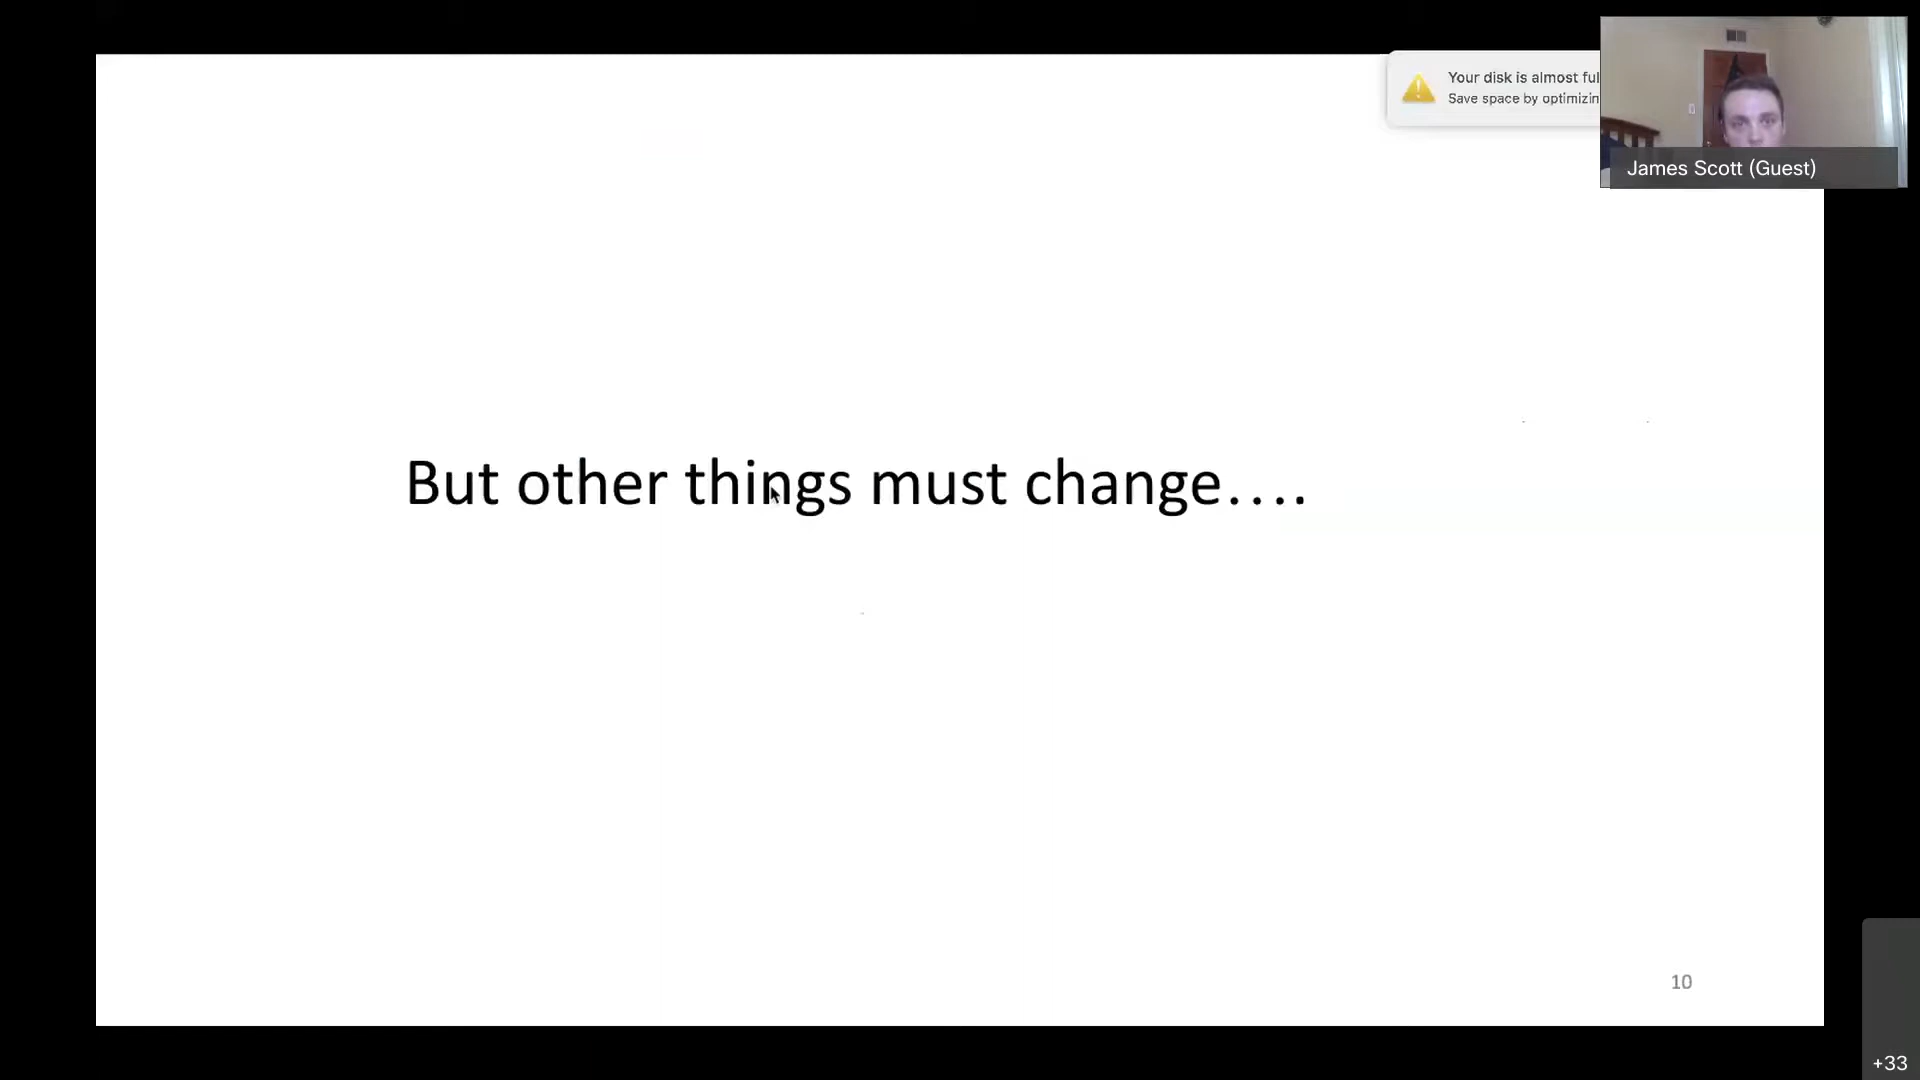 Your disk is almost ful
Save space by optimizin
James Scott (Guest)
But other things must change....
10
+33